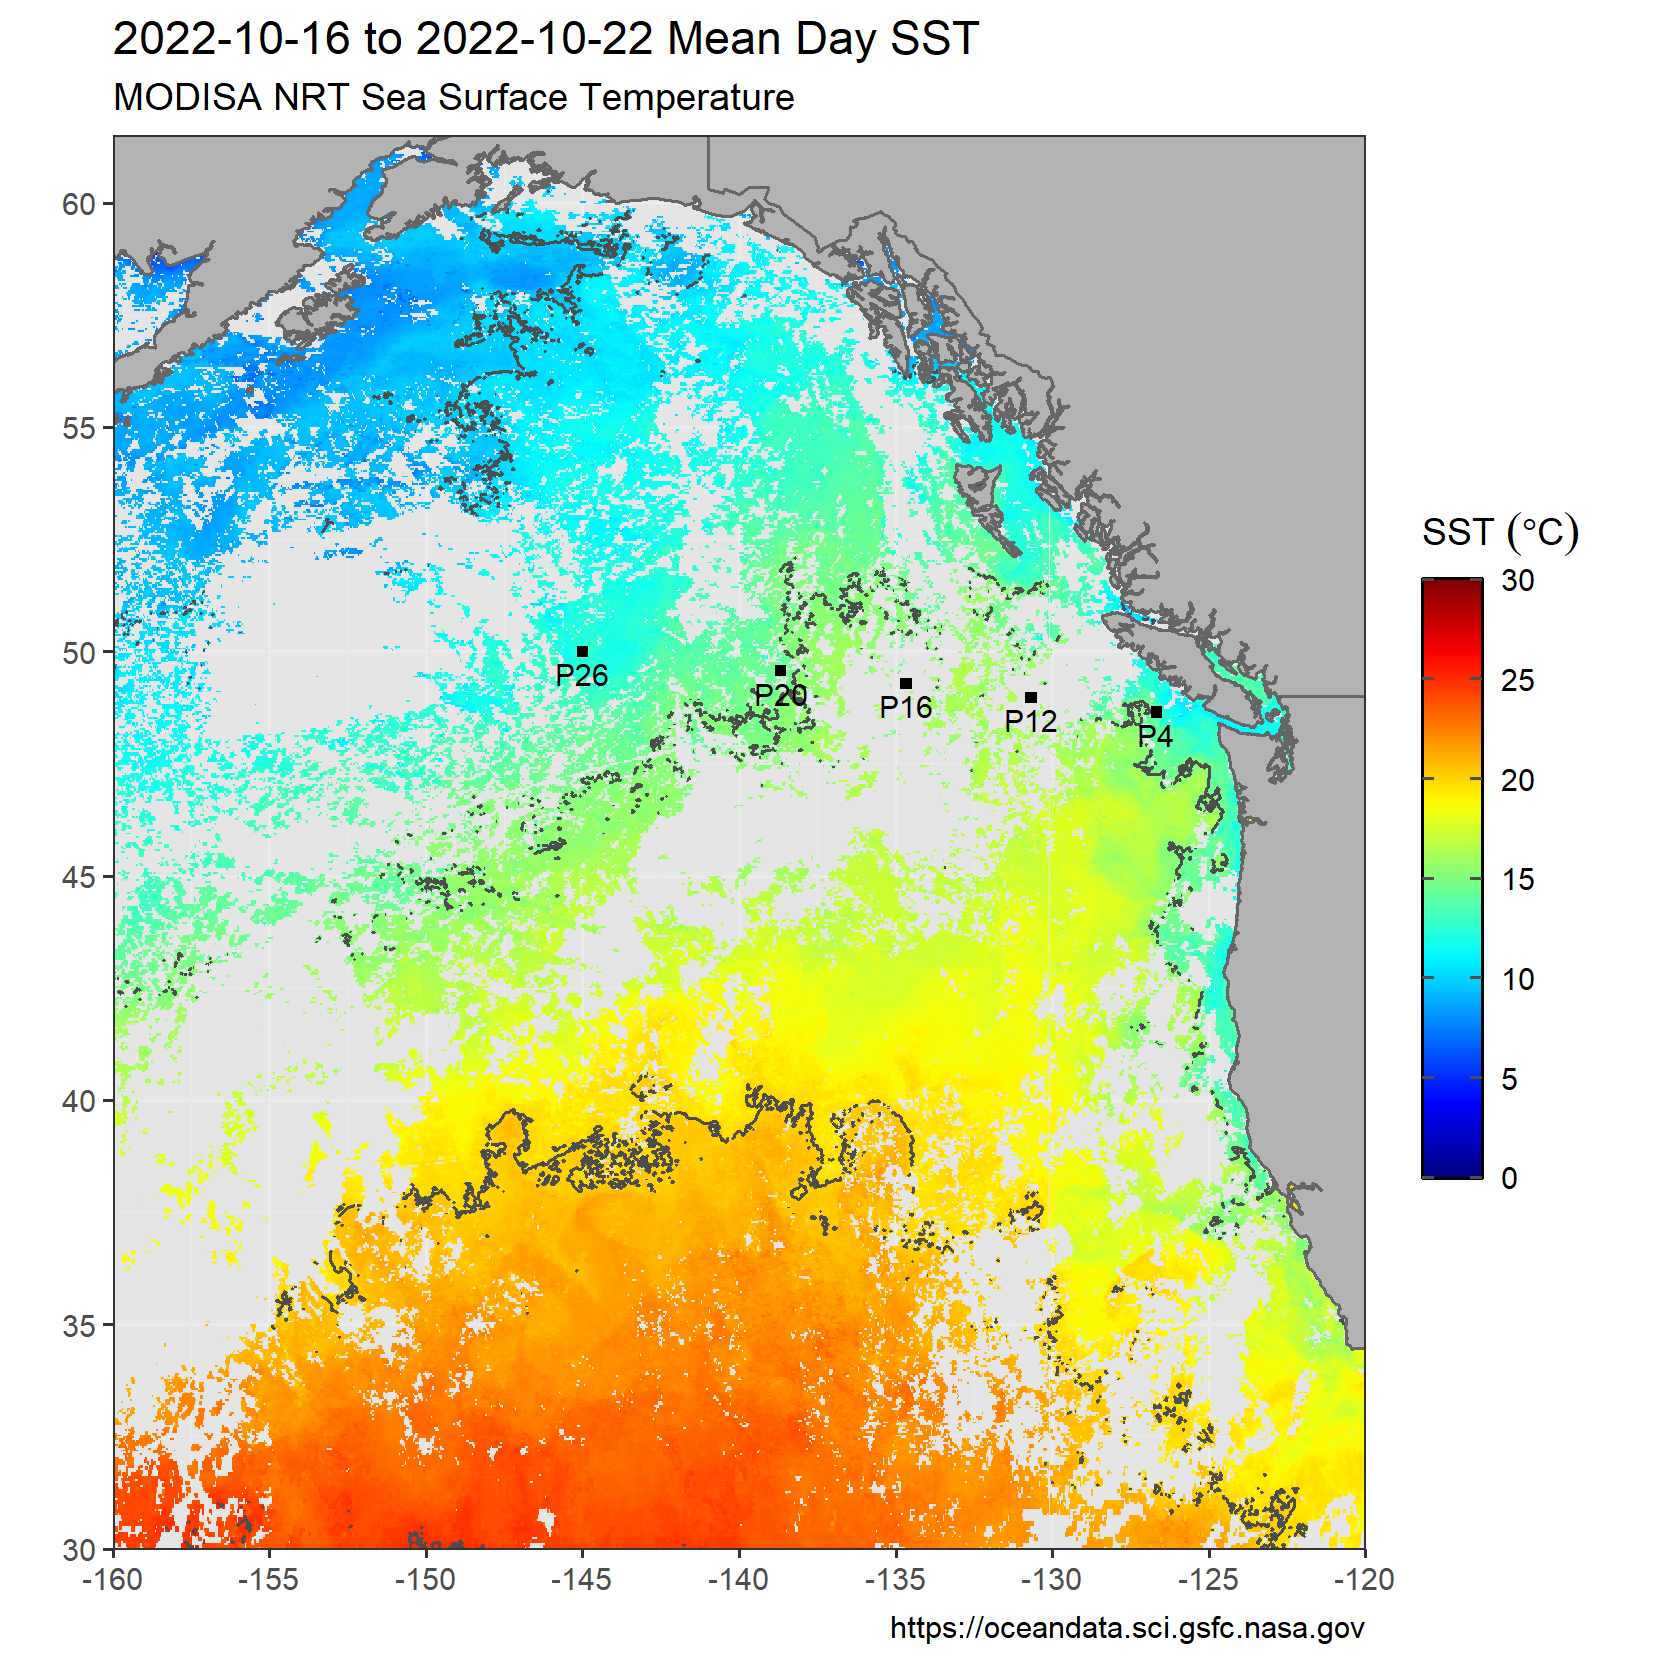 2022-10-16 to 2022-10-22 Mean Day SST
MODISA NRT Sea Surface Temperature
60
55
50
45
40
35
30
-160
-155
-150
-145
-140
-135
-130
-125
-120
P26
P20
P16
P12
P4
SST (°C)
30
25
20
15
10
5
0
https://oceandata.sci.gsfc.nasa.gov